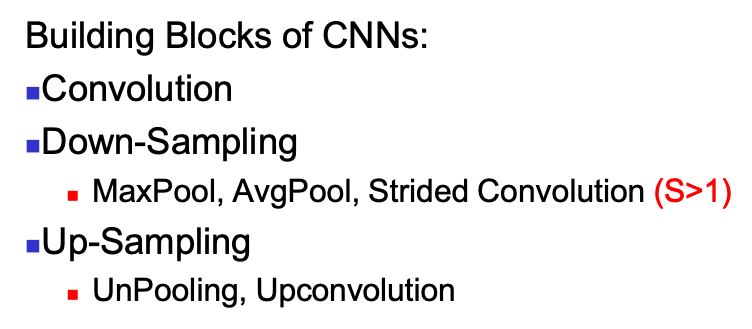 Building Blocks of CNNs:
■Convolution
■Down-Sampling
■ MaxPool, AvgPool, Strided Convolution (S>1)
■Up-Sampling
■ UnPooling, Upconvolution